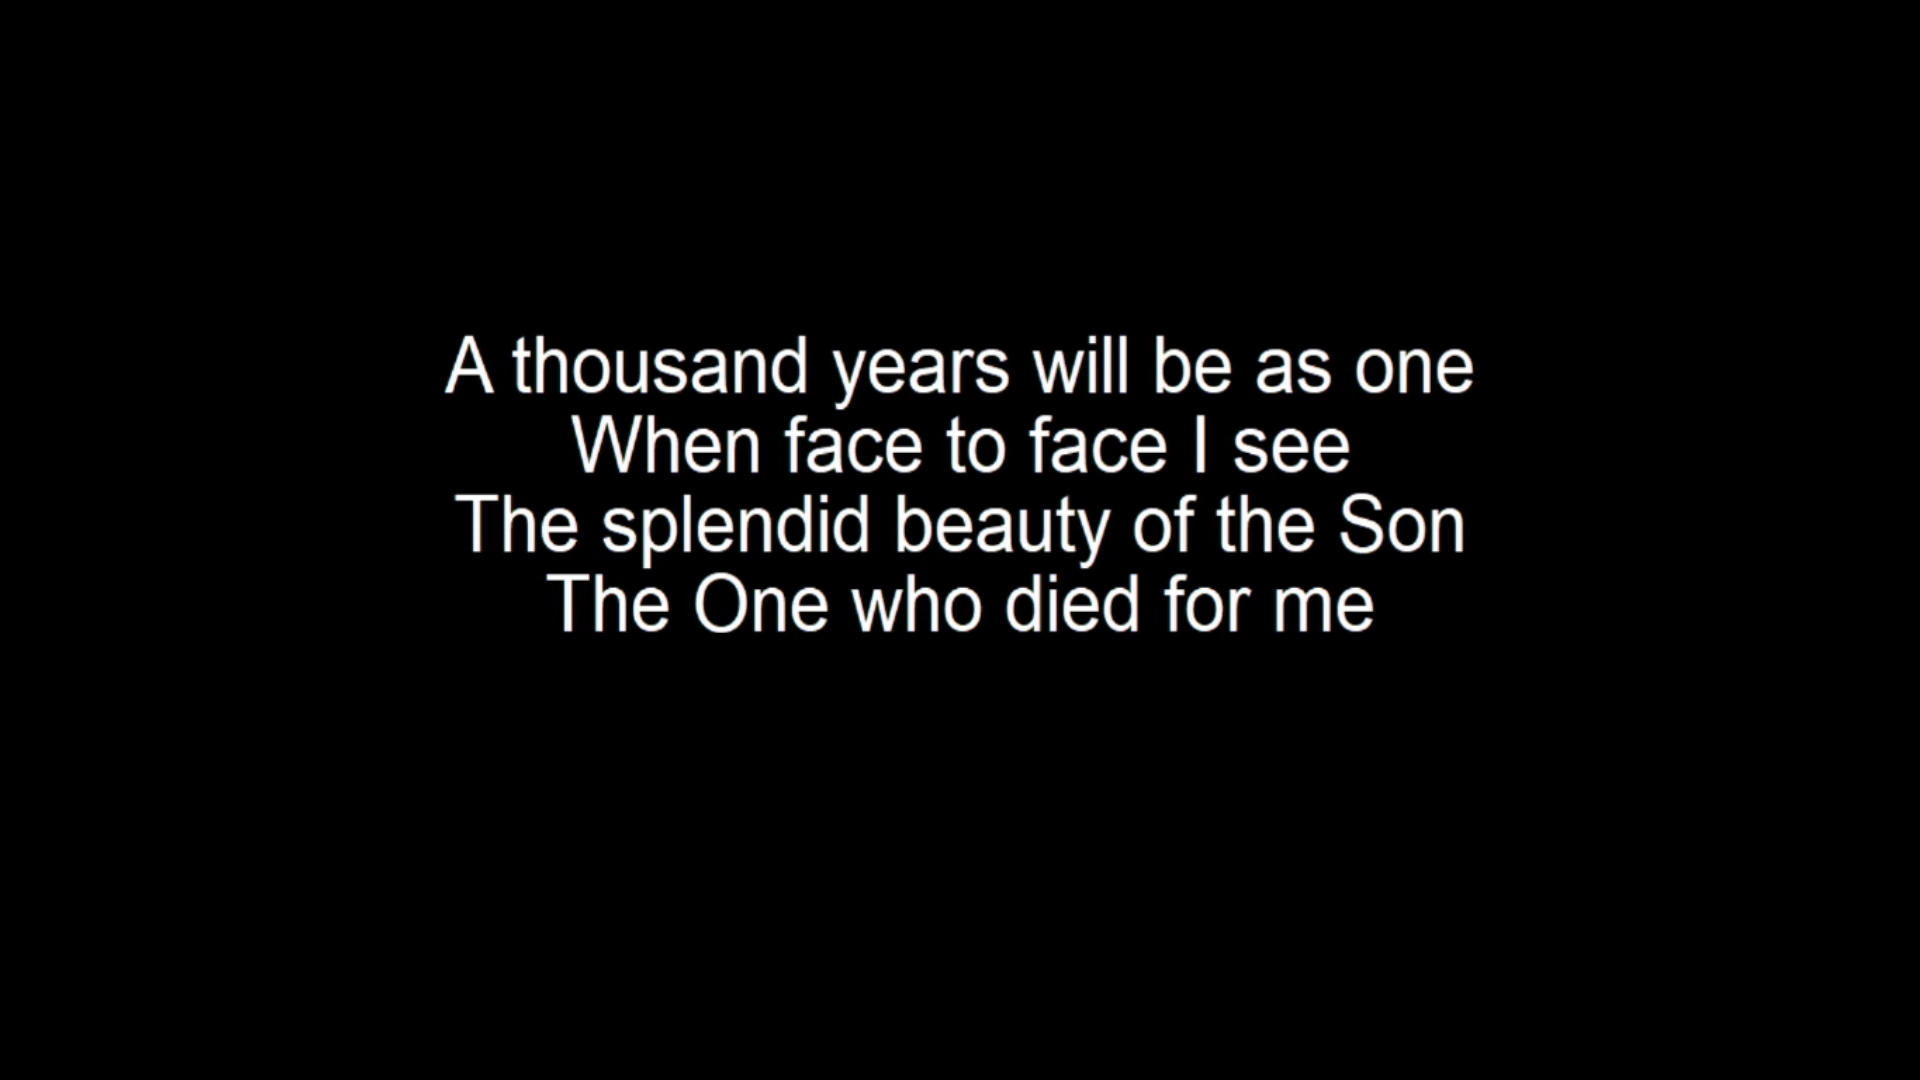 A thousand years will be as one
When face to face I see
The splendid beauty of the Son
The One who died for me